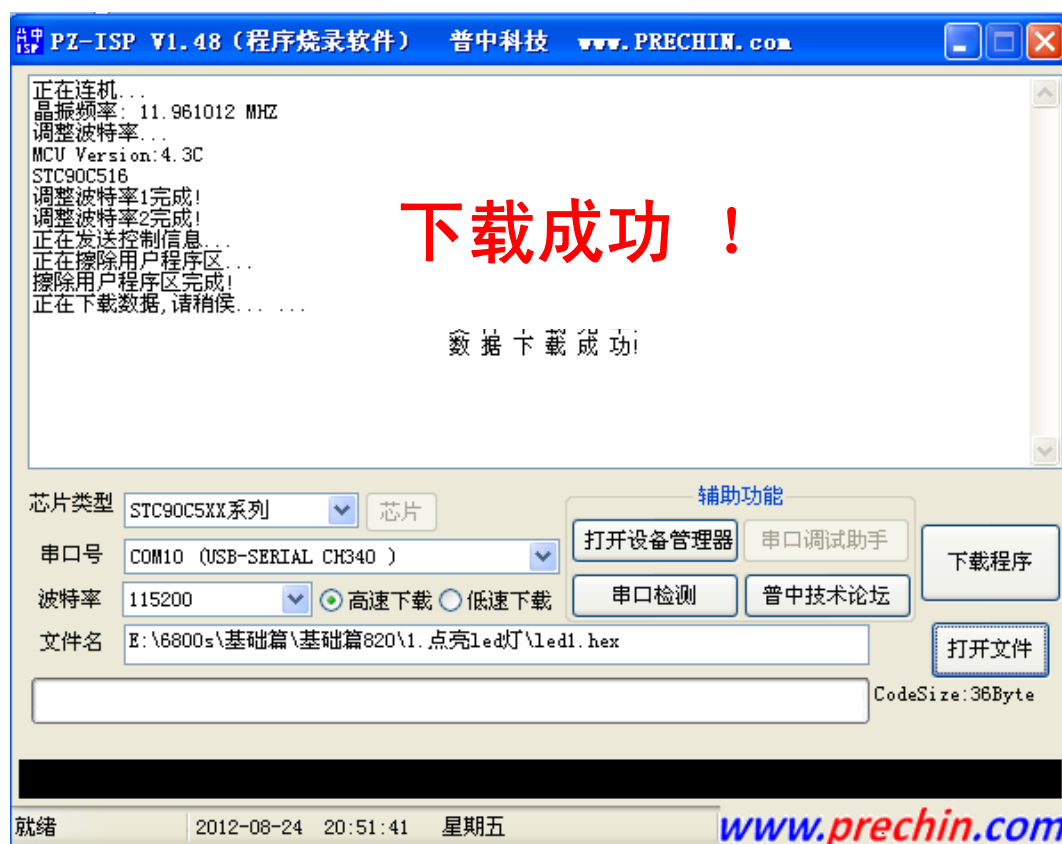 PZ-ISP V1.48（程序烧录软件） 普中科技 www.PRECHIN.com
正在连机...
晶振频率: 11.961012 MHZ
调整波特率...
MCU Version:4.3C
STC90C516
调整波特率1完成!
调整波特率2完成!
正在发送控制信息...
正在擦除用户程序区...
擦除用户程序区完成!
正在下载数据,请稍侯... ...
下载成功 ！
数据下载成功!
芯片类型 STC90C5XX系列 芯片
串口号 COM10 (USB-SERIAL CH340 )
波特率 115200 高速下载 低速下载
文件名 E:\6800s\基础篇\基础篇820\1.点亮led灯\led1.hex
辅助功能
打开设备管理器 串口调试助手
串口检测 普中技术论坛
下载程序
打开文件
CodeSize:36Byte
就绪 2012-08-24 20:51:41 星期五
www.prechin.com